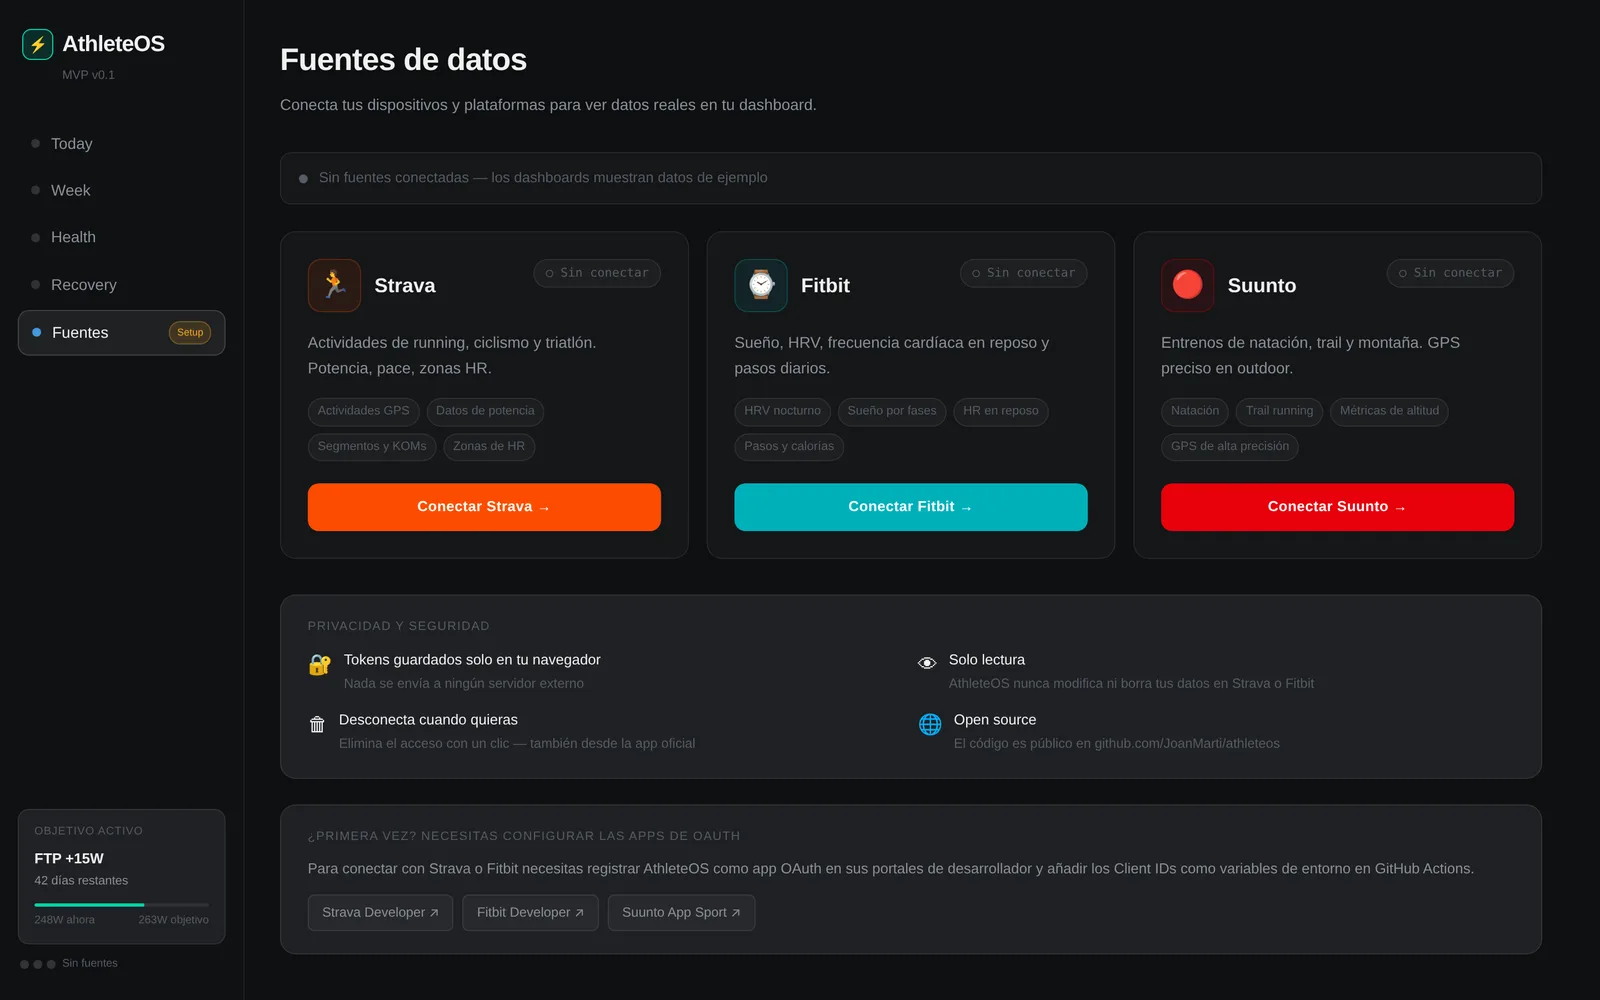 AthleteOS
MVP v0.1
Today
Week
Health
Recovery
Fuentes
Setup
OBJETIVO ACTIVO
FTP +15W
42 días restantes
248W ahora
263W objetivo
Sin fuentes
Fuentes de datos
Conecta tus dispositivos y plataformas para ver datos reales en tu dashboard.
Sin fuentes conectadas — los dashboards muestran datos de ejemplo
Strava
○ Sin conectar
Actividades de running, ciclismo y triatlón.
Potencia, pace, zonas HR.
Actividades GPS
Datos de potencia
Segmentos y KOMs
Zonas de HR
Conectar Strava →
Fitbit
○ Sin conectar
Sueño, HRV, frecuencia cardíaca en reposo y
pasos diarios.
HRV nocturno
Sueño por fases
HR en reposo
Pasos y calorías
Conectar Fitbit →
Suunto
○ Sin conectar
Entrenos de natación, trail y montaña. GPS
preciso en outdoor.
Natación
Trail running
Métricas de altitud
GPS de alta precisión
Conectar Suunto →
PRIVACIDAD Y SEGURIDAD
Tokens guardados solo en tu navegador
Nada se envía a ningún servidor externo
Solo lectura
AthleteOS nunca modifica ni borra tus datos en Strava o Fitbit
Desconecta cuando quieras
Elimina el acceso con un clic — también desde la app oficial
Open source
El código es público en github.com/JoanMarti/athleteos
¿PRIMERA VEZ? NECESITAS CONFIGURAR LAS APPS DE OAUTH
Para conectar con Strava o Fitbit necesitas registrar AthleteOS como app OAuth en sus portales de desarrollador y añadir los Client IDs como variables de entorno en GitHub Actions.
Strava Developer ↗
Fitbit Developer ↗
Suunto App Sport ↗